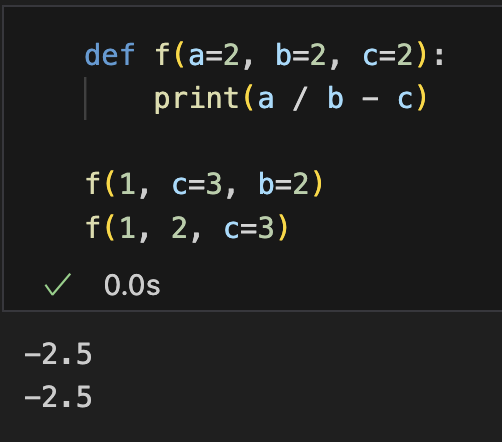 def f(a=2, b=2, c=2):
    print(a / b - c)
f(1, c=3, b=2)
f(1, 2, c=3)
0.0s
-2.5
-2.5